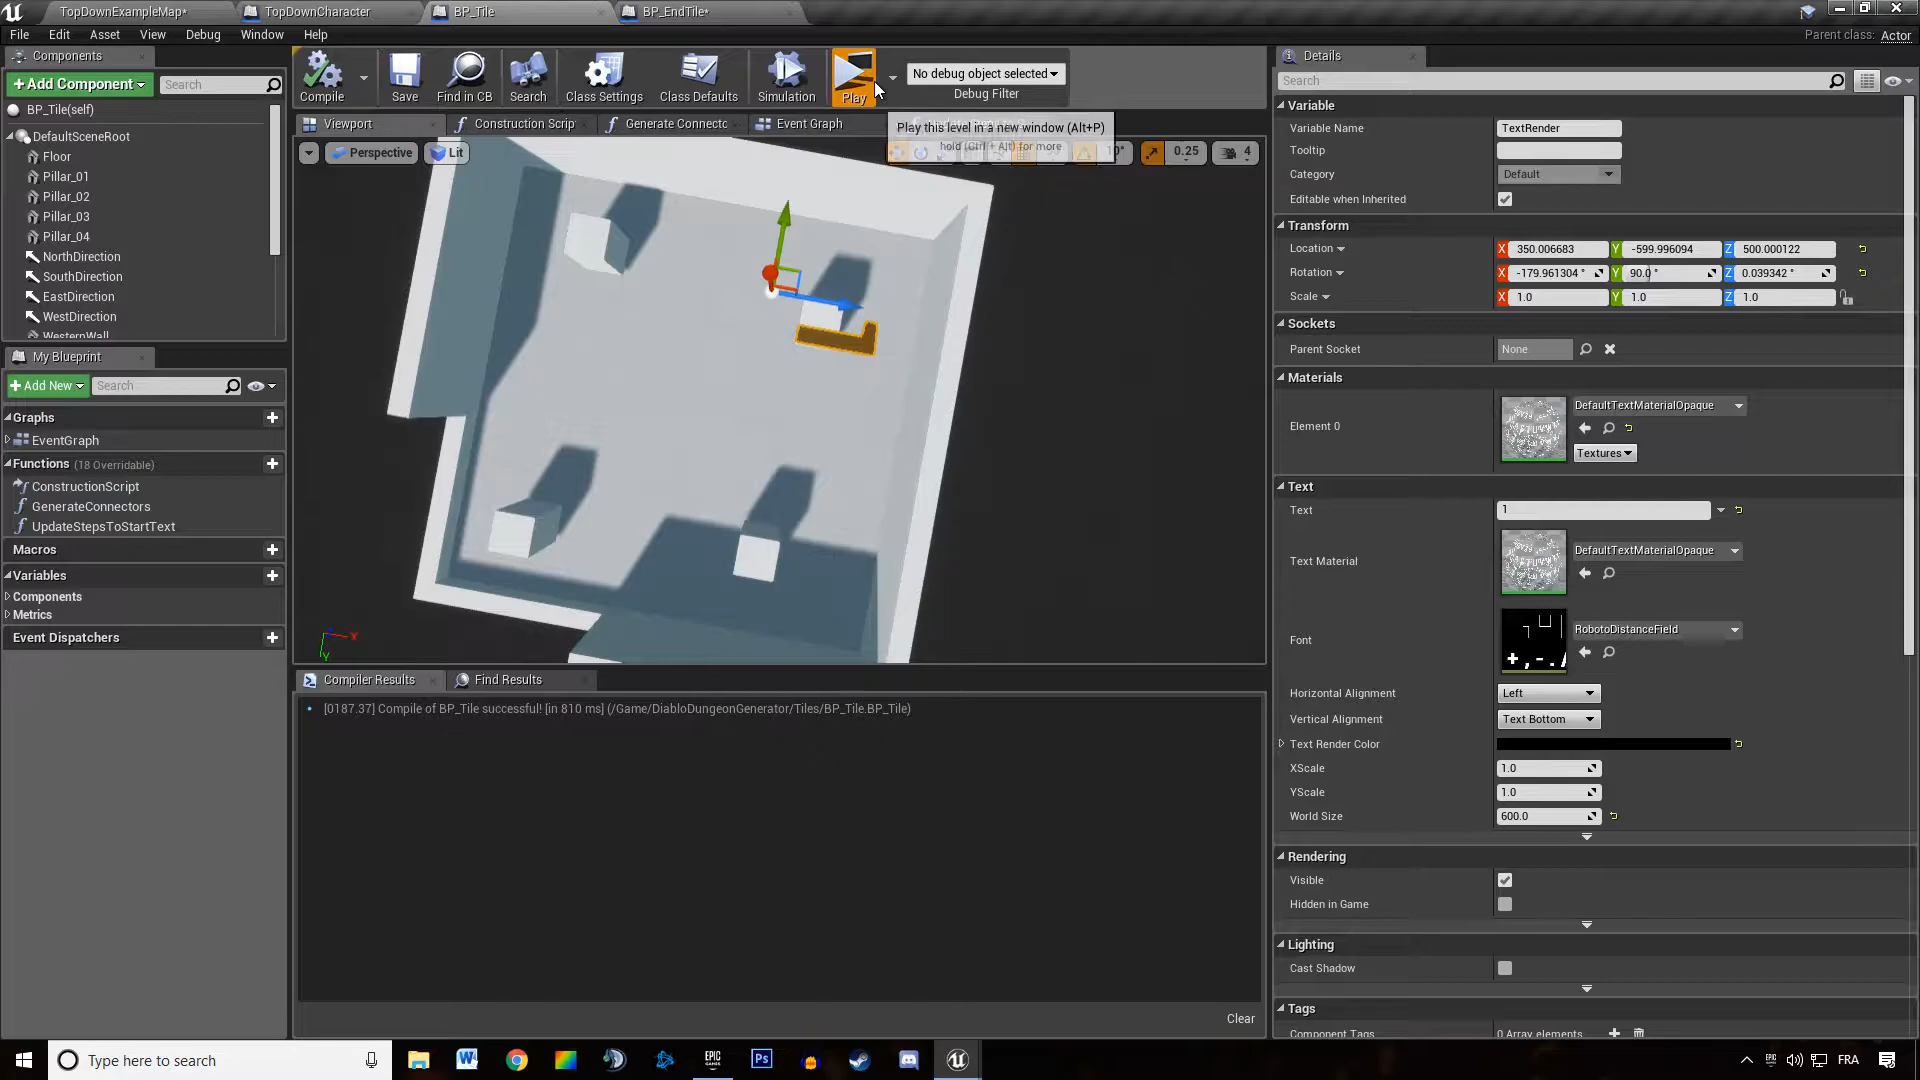 TopDownExampleMap*
TopDownCharacter
BP_Tile
BP_EndTile*
File Edit Asset View Debug Window Help
Parent class: Actor
Components
+ Add Component
Search
BP_Tile(self)
DefaultSceneRoot
Floor
Pillar_01
Pillar_02
Pillar_03
Pillar_04
NorthDirection
SouthDirection
EastDirection
WestDirection
WesternWall
My Blueprint
+ Add New
Search
Graphs
EventGraph
Functions (18 Overridable)
ConstructionScript
GenerateConnectors
UpdateStepsToStartText
Macros
Variables
Components
Metrics
Event Dispatchers
Compile
Save
Find in CB
Search
Class Settings
Class Defaults
Simulation
Play
No debug object selected
Debug Filter
Viewport
Construction Scrip
Generate Connectc
Event Graph
Play this level in a new window (Alt+P)
hold (Ctrl + Alt) for more
Perspective
Lit
10°
0.25
4
X
Y
Compiler Results
Find Results
[0187.37] Compile of BP_Tile successful! [in 810 ms] (/Game/DiabloDungeonGenerator/Tiles/BP_Tile.BP_Tile)
Clear
Details
Search
Variable
Variable Name TextRender
Tooltip
Category Default
Editable when Inherited
Transform
Location X 350.006683 Y -599.996094 Z 500.000122
Rotation X -179.961304 ° Y 90.0 ° Z 0.039342 °
Scale X 1.0 Y 1.0 Z 1.0
Sockets
Parent Socket None
Materials
Element 0 DefaultTextMaterialOpaque
Textures
Text
Text 1
Text Material DefaultTextMaterialOpaque
Font RobotoDistanceField
Horizontal Alignment Left
Vertical Alignment Text Bottom
Text Render Color
XScale 1.0
YScale 1.0
World Size 600.0
Rendering
Visible
Hidden in Game
Lighting
Cast Shadow
Tags
Component Tags 0 Array elements
Type here to search
EPIC GAMES
Ps
FRA